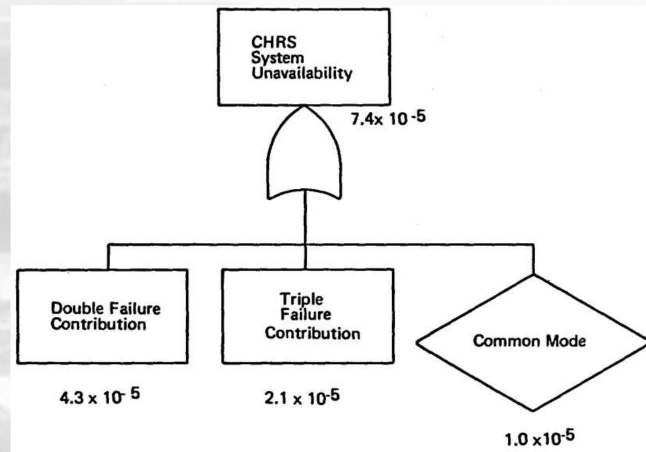 CHRS
System
Unavailability
7.4x 10-5
Double Failure
Contribution
Triple
Failure
Contribution
Common Mode
4.3 x 10-5
2.1 x 10-5
1.0 x10-5